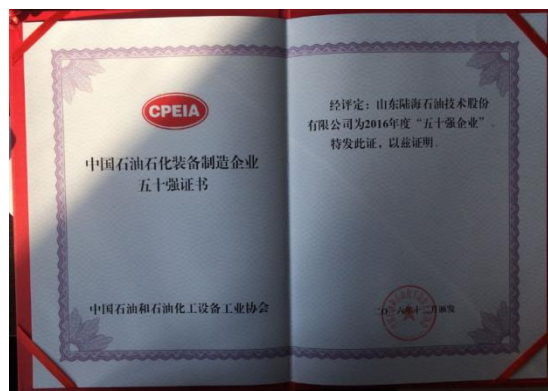 CPEIA
中国石油石化装备制造企业
五十强证书
中国石油和石油化工设备工业协会
经评定：山东陆海石油技术股份
有限公司为2016年度“五十强企业”．
特发此证，以兹证明．
二〇一六年十二月颁发